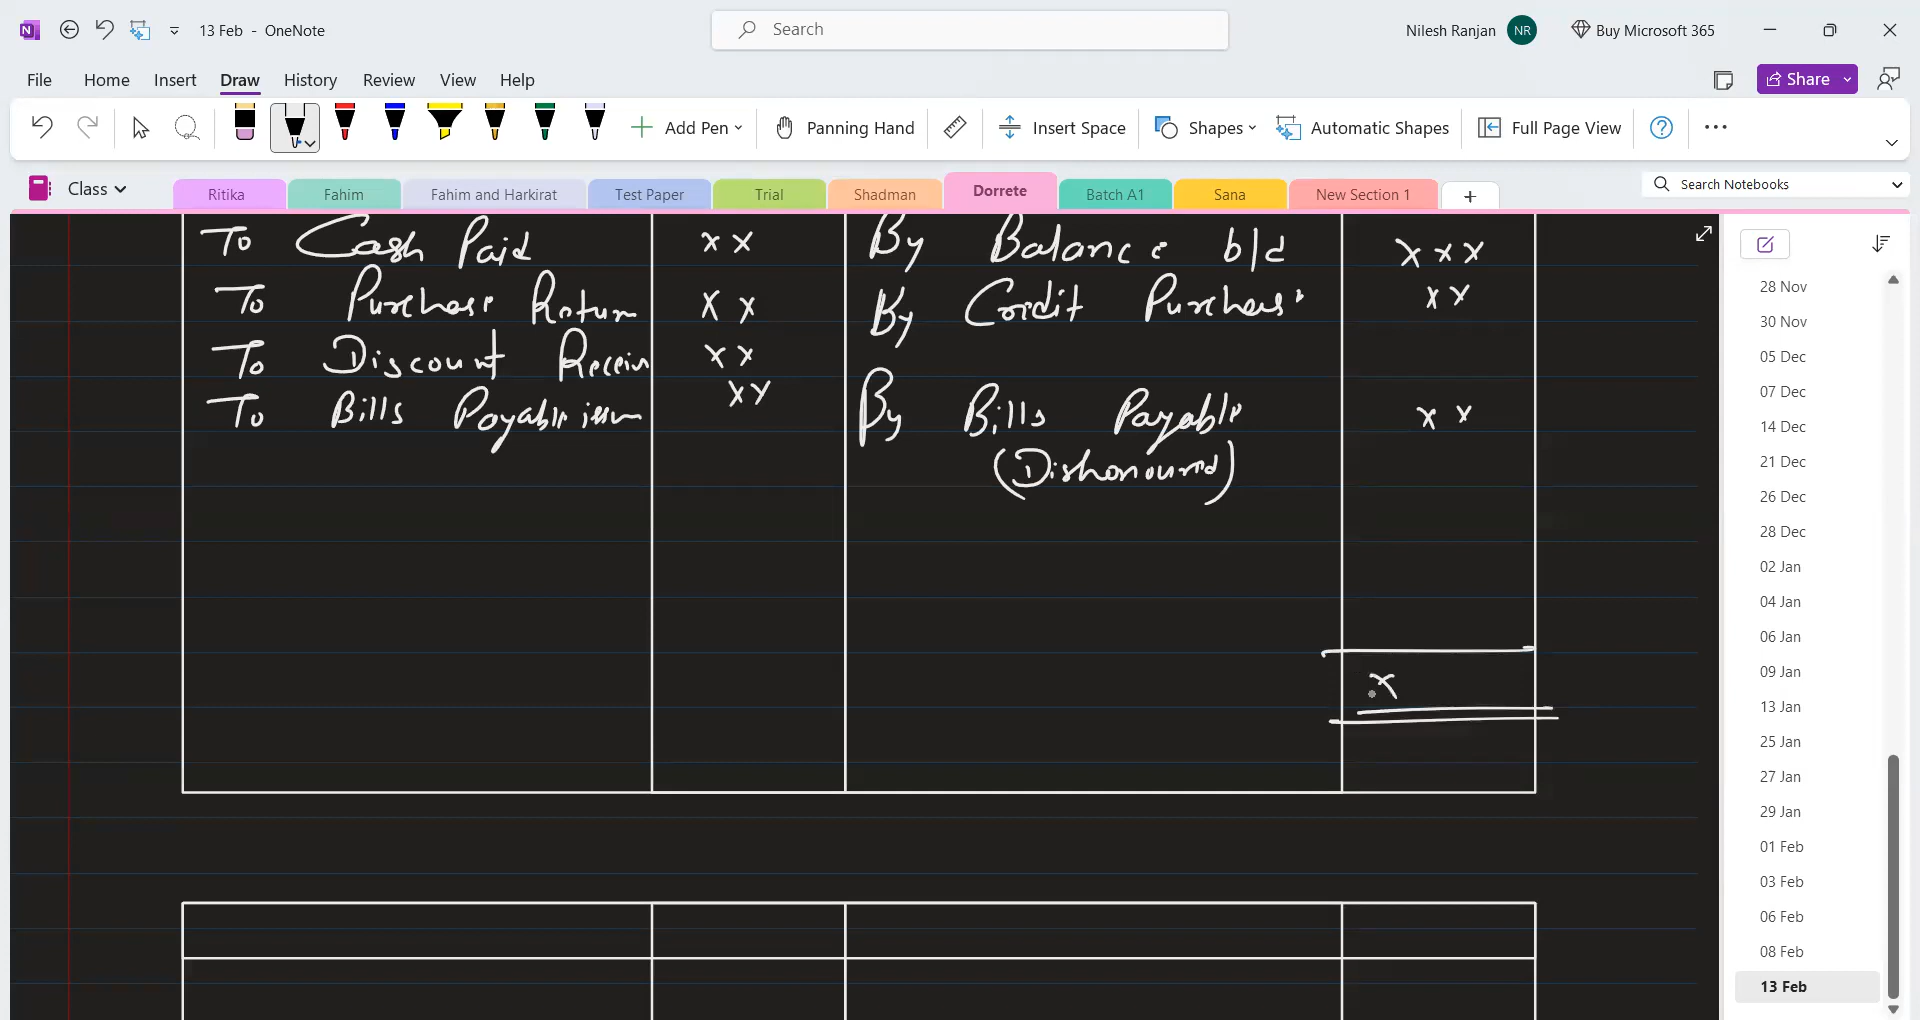 13 Feb - OneNote
Search
Nilesh Ranjan
NR
Buy Microsoft 365
File
Home
Insert
Draw
History
Review
View
Help
Share
Add Pen
Panning Hand
Insert Space
Shapes
Automatic Shapes
Full Page View
Class
Ritika
Fahim
Fahim and Harkirat
Test Paper
Trial
Shadman
Dorrete
Batch A1
Sana
New Section 1
Search Notebooks
To Cash Paid xx By Balance b/d xxx
To Purchase Return xx By Credit Purchase xx
To Discount xx
To Bills Payable xx By Bills Payable xx
(Dishonoured)
x
28 Nov
30 Nov
05 Dec
07 Dec
14 Dec
21 Dec
26 Dec
28 Dec
02 Jan
04 Jan
06 Jan
09 Jan
13 Jan
25 Jan
27 Jan
29 Jan
01 Feb
03 Feb
06 Feb
08 Feb
13 Feb